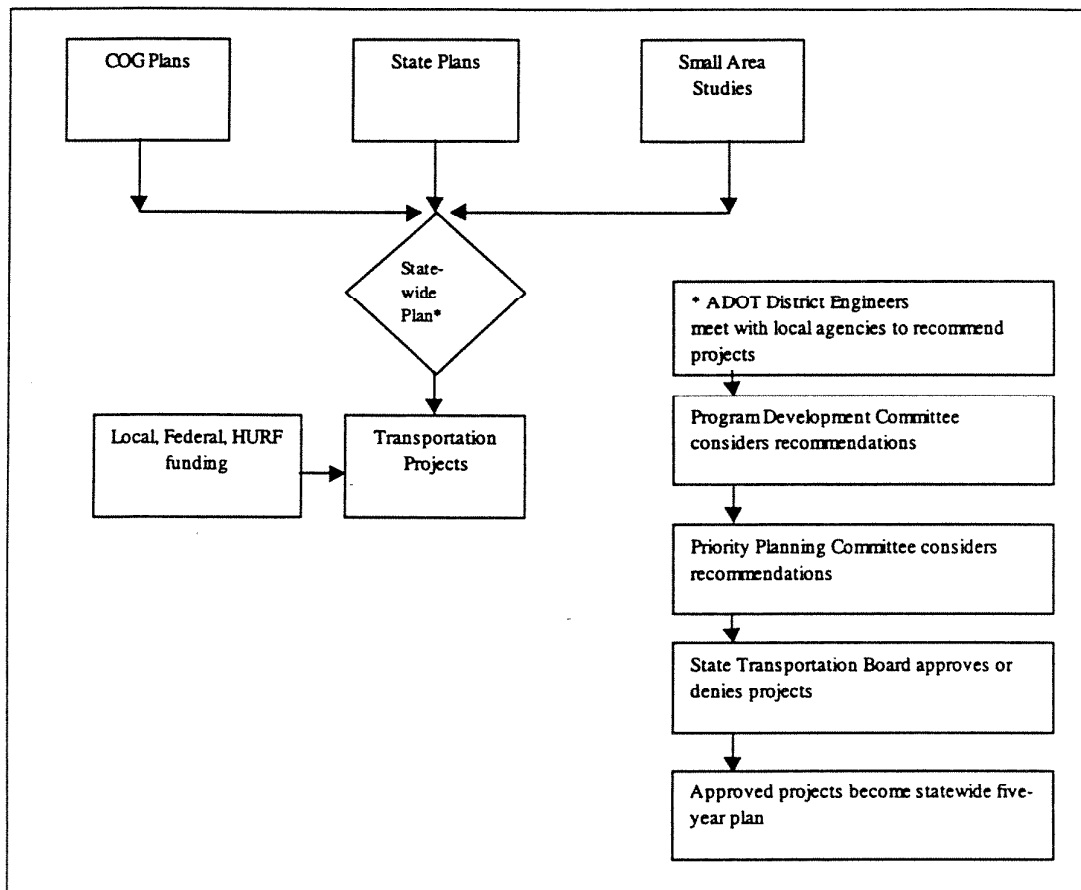 COG Plans
State Plans
Small Area
Studies
State-
wide
Plan*
Local, Federal, HURF
funding
Transportation
Projects
* ADOT District Engineers
meet with local agencies to recommend
projects
Program Development Committee
considers recommendations
Priority Planning Committee considers
recommendations
State Transportation Board approves or
denies projects
Approved projects become statewide five-
year plan